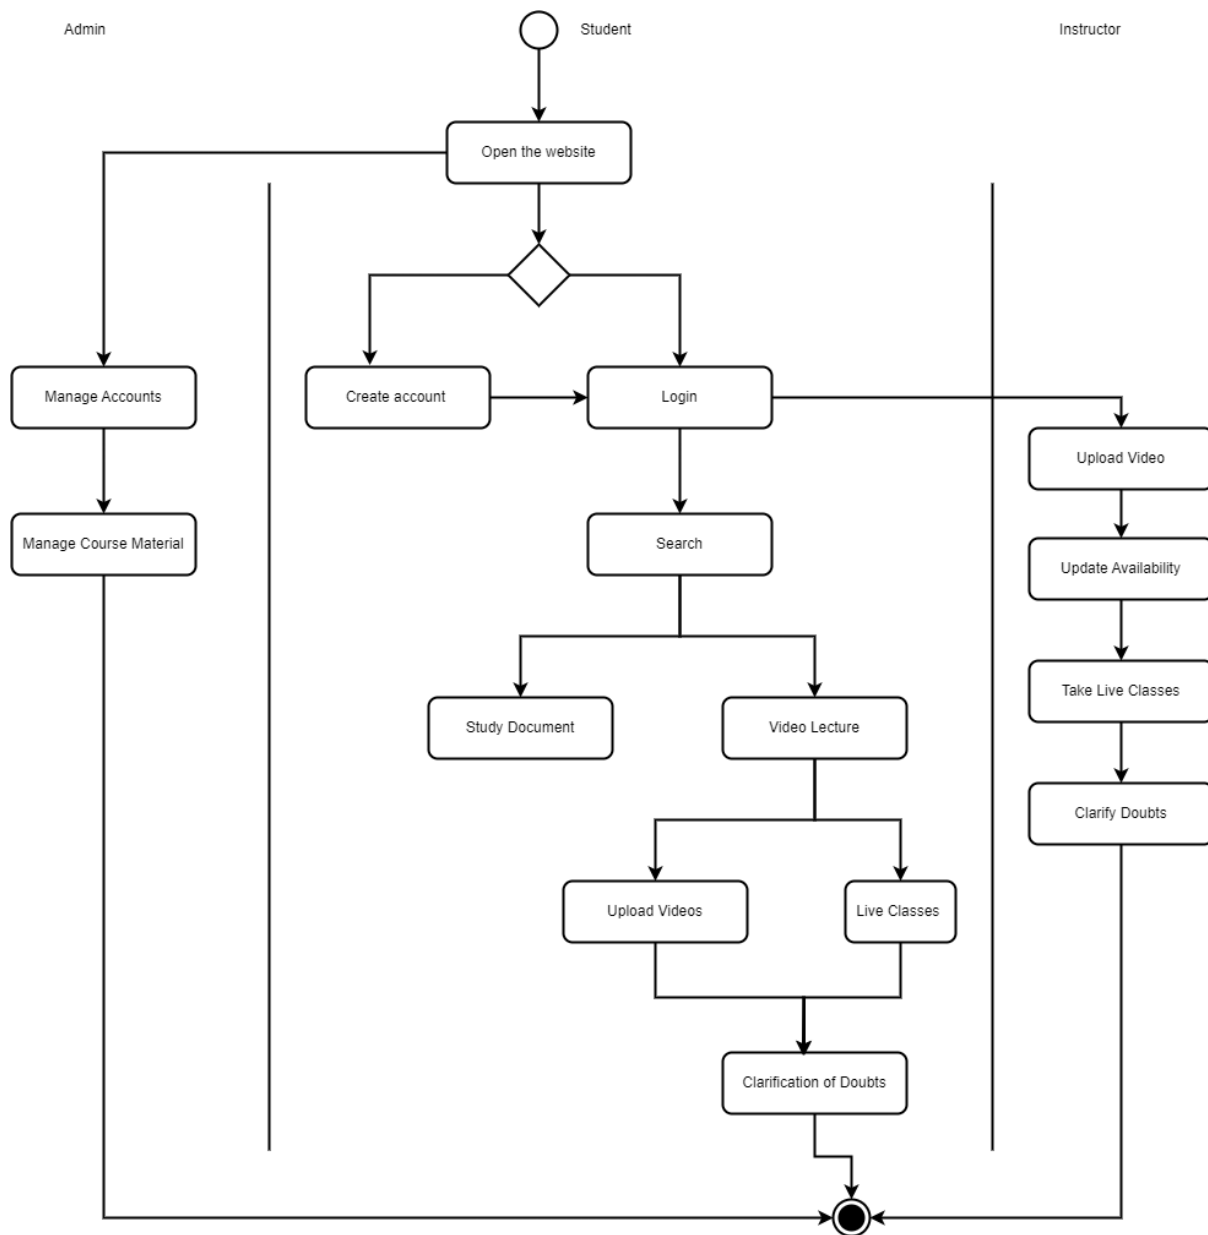 Admin
Student
Instructor
Open the website
Manage Accounts
Create account
Login
Upload Video
Manage Course Material
Search
Update Availability
Take Live Classes
Study Document
Video Lecture
Clarify Doubts
Upload Videos
Live Classes
Clarification of Doubts